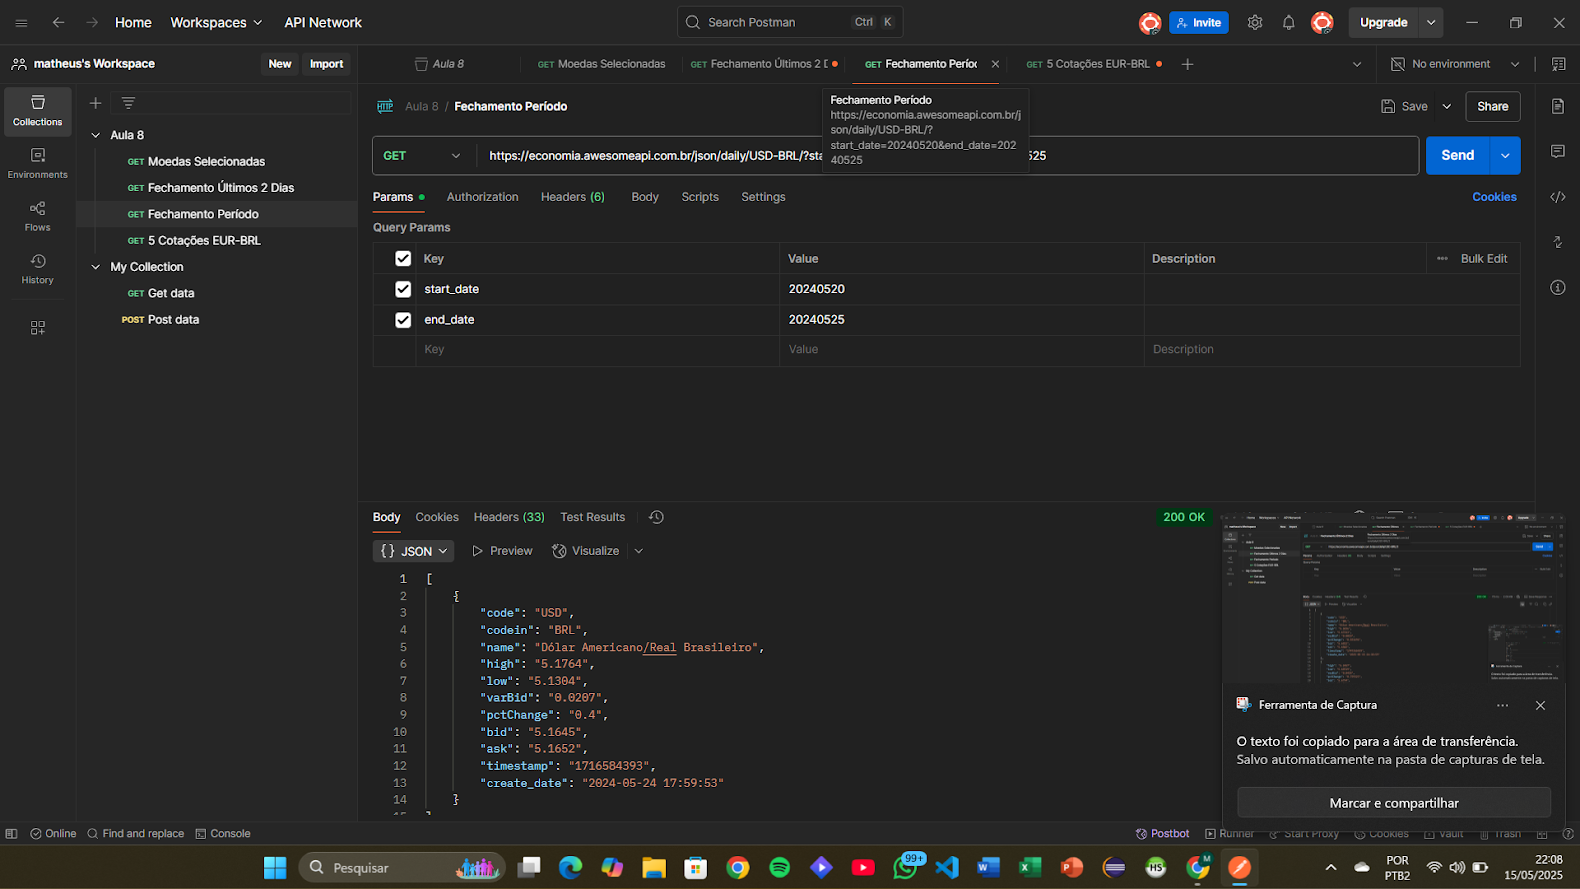 Home
Workspaces
API Network
Search Postman
Ctrl K
Invite
Upgrade
matheus's Workspace
New
Import
Aula 8
GET Moedas Selecionadas
GET Fechamento Últimos 2 D
GET Fechamento Períoc
GET 5 Cotações EUR-BRL
No environment
Collections
Environments
Flows
History
Aula 8
GET Moedas Selecionadas
GET Fechamento Últimos 2 Dias
GET Fechamento Período
GET 5 Cotações EUR-BRL
My Collection
GET Get data
POST Post data
HTTP Aula 8 / Fechamento Período
Save
Share
Fechamento Período
https://economia.awesomeapi.com.br/j
son/daily/USD-BRL/?
start_date=20240520&end_date=202
40525
GET
https://economia.awesomeapi.com.br/json/daily/USD-BRL/?sta
525
Send
Params
Authorization
Headers (6)
Body
Scripts
Settings
Cookies
Query Params
Key
Value
Description
Bulk Edit
start_date
20240520
end_date
20240525
Key
Value
Description
Body
Cookies
Headers (33)
Test Results
200 OK
{} JSON
Preview
Visualize
1 [
2 {
3 "code": "USD",
4 "codein": "BRL",
5 "name": "Dólar Americano/Real Brasileiro",
6 "high": "5.1764",
7 "low": "5.1304",
8 "varBid": "0.0207",
9 "pctChange": "0.4",
10 "bid": "5.1645",
11 "ask": "5.1652",
12 "timestamp": "1716584393",
13 "create_date": "2024-05-24 17:59:53"
14 }
Ferramenta de Captura
O texto foi copiado para a área de transferência.
Salvo automaticamente na pasta de capturas de tela.
Marcar e compartilhar
Online
Find and replace
Console
Postbot
Runner
Start Proxy
Cookies
Vault
Trash
Pesquisar
99+
HS
M
POR
PTB2
22:08
15/05/2025